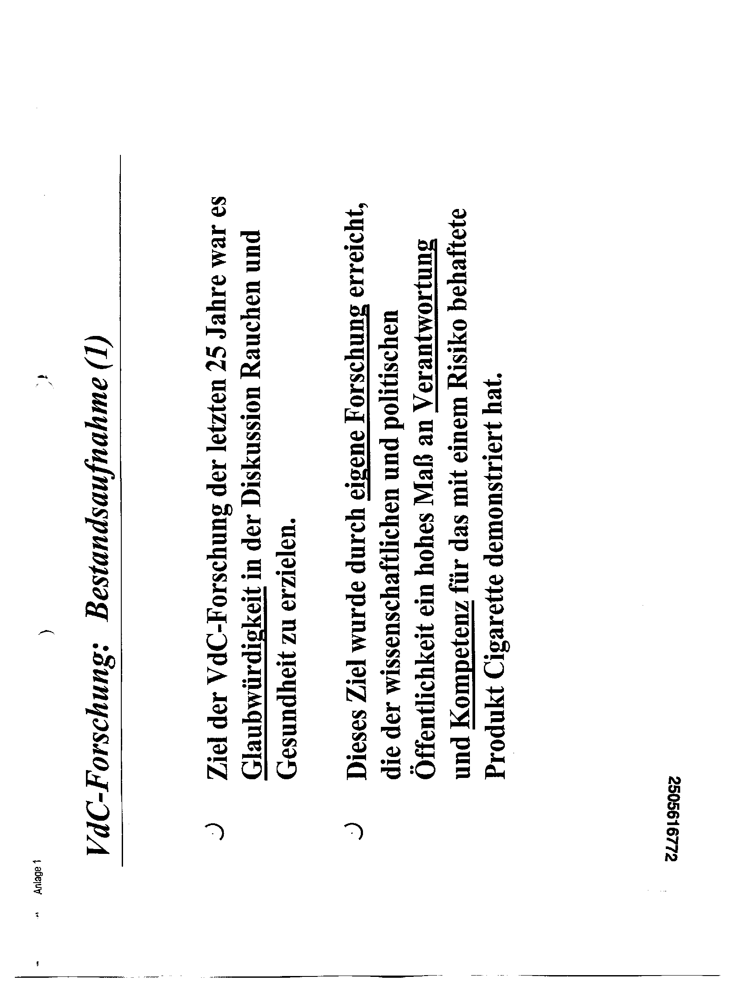 Anlage 1
VdC-Forschung: Bestandsaufnahme (1)
Ziel der VdC-Forschung der letzten 25 Jahre war es
Glaubwürdigkeit in der Diskussion Rauchen und
Gesundheit zu erzielen.
Dieses Ziel wurde durch eigene Forschung erreicht,
die der wissenschaftlichen und politischen
Öffentlichkeit ein hohes Maß an Verantwortung
und Kompetenz für das mit einem Risiko behaftete
Produkt Cigarette demonstriert hat.
2505616772